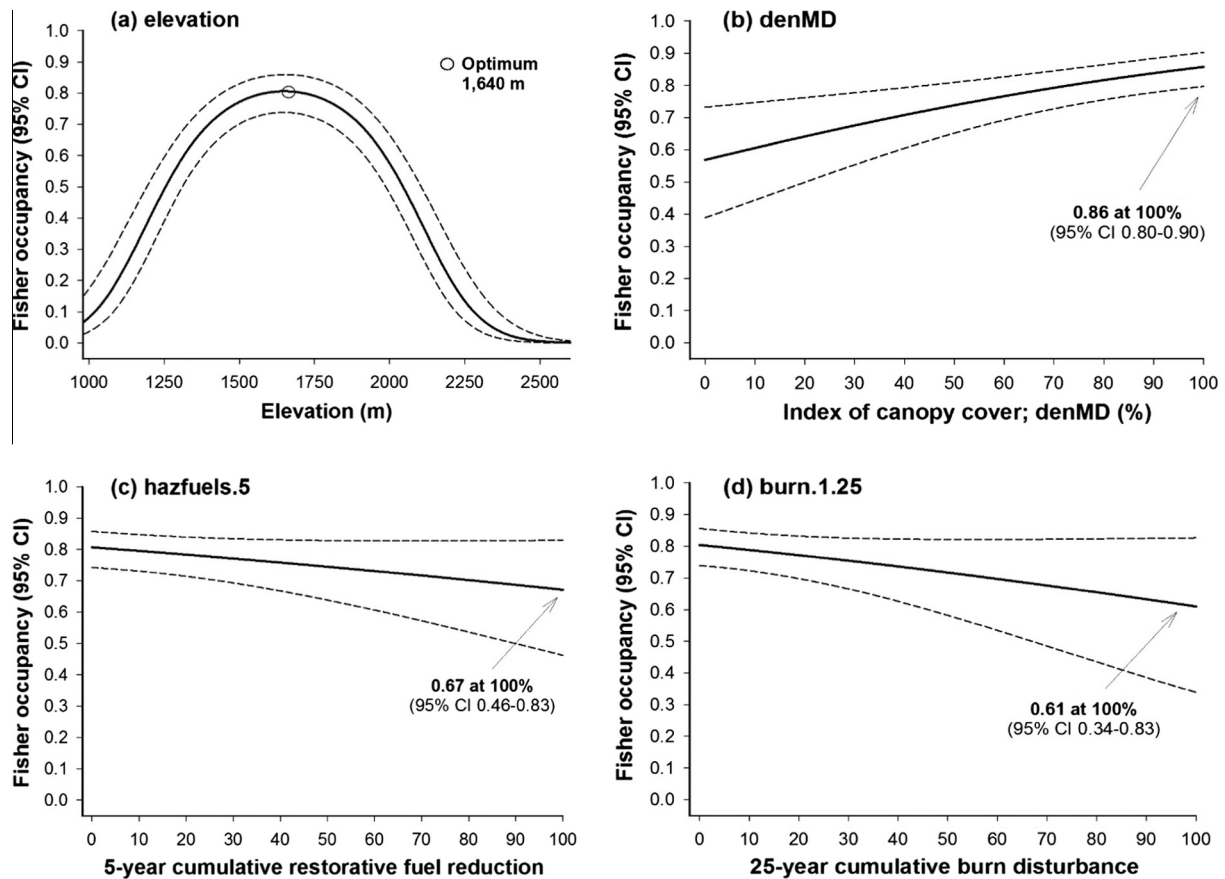 (a) elevation
Fisher occupancy (95% CI)
1.0
0.9
0.8
0.7
0.6
0.5
0.4
0.3
0.2
0.1
0.0
Optimum
1,640 m
1000 1250 1500 1750 2000 2250 2500
Elevation (m)
(b) denMD
Fisher occupancy (95% CI)
1.0
0.9
0.8
0.7
0.6
0.5
0.4
0.3
0.2
0.1
0.0
0.86 at 100%
(95% CI 0.80-0.90)
0 10 20 30 40 50 60 70 80 90 100
Index of canopy cover; denMD (%)
(c) hazfuels.5
Fisher occupancy (95% CI)
1.0
0.9
0.8
0.7
0.6
0.5
0.4
0.3
0.2
0.1
0.0
0.67 at 100%
(95% CI 0.46-0.83)
0 10 20 30 40 50 60 70 80 90 100
5-year cumulative restorative fuel reduction
(d) burn.1.25
Fisher occupancy (95% CI)
1.0
0.9
0.8
0.7
0.6
0.5
0.4
0.3
0.2
0.1
0.0
0.61 at 100%
(95% CI 0.34-0.83)
0 10 20 30 40 50 60 70 80 90 100
25-year cumulative burn disturbance